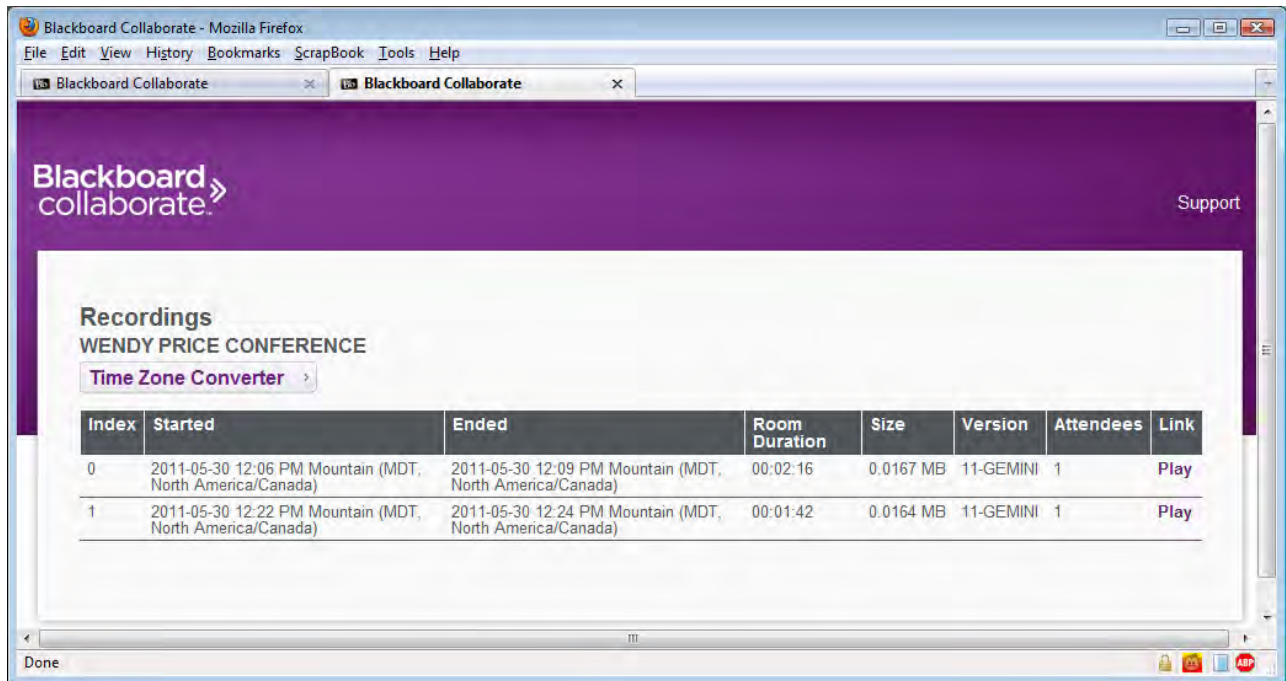 Blackboard Collaborate - Mozilla Firefox
File Edit View History Bookmarks ScrapBook Tools Help
Bb Blackboard Collaborate Bb Blackboard Collaborate
Blackboard
collaborate™
Support
Recordings
WENDY PRICE CONFERENCE
Time Zone Converter
Index Started Ended Room Duration Size Version Attendees Link
0 2011-05-30 12:06 PM Mountain (MDT, North America/Canada) 2011-05-30 12:09 PM Mountain (MDT, North America/Canada) 00:02:16 0.0167 MB 11-GEMINI 1 Play
1 2011-05-30 12:22 PM Mountain (MDT, North America/Canada) 2011-05-30 12:24 PM Mountain (MDT, North America/Canada) 00:01:42 0.0164 MB 11-GEMINI 1 Play
Done
ABP